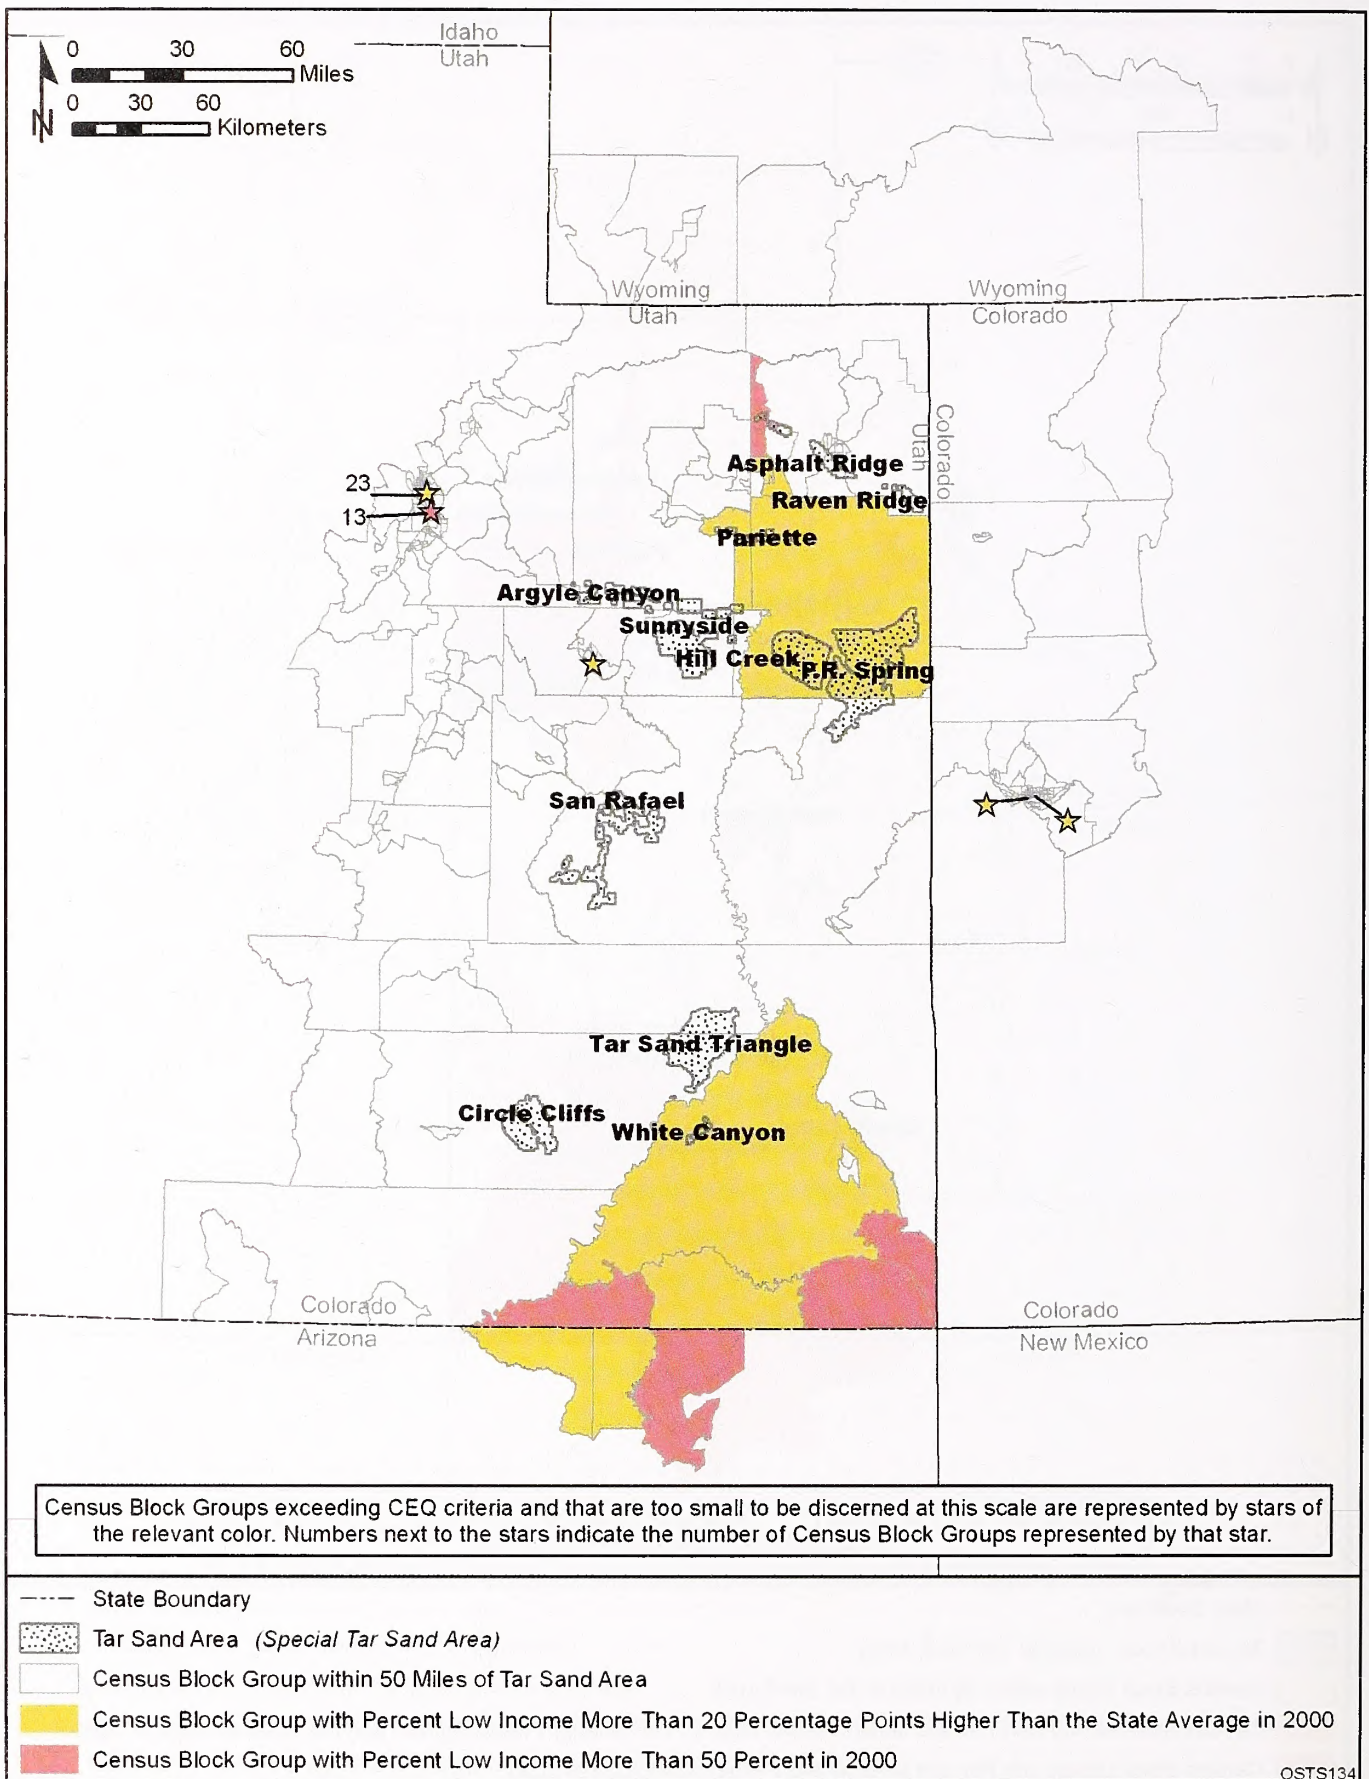 Idaho
Utah
0 30 60
Miles
0 30 60
Kilometers
N
Wyoming
Utah
Wyoming
Colorado
Colorado
Utah
Asphalt Ridge
Raven Ridge
Pariette
23
13
Argyle Canyon
Sunnyside
Hill Creek
P.R. Spring
San Rafael
Tar Sand Triangle
Circle Cliffs
White Canyon
Colorado
Arizona
Colorado
New Mexico
Census Block Groups exceeding CEQ criteria and that are too small to be discerned at this scale are represented by stars of
the relevant color. Numbers next to the stars indicate the number of Census Block Groups represented by that star.
State Boundary
Tar Sand Area (Special Tar Sand Area)
Census Block Group within 50 Miles of Tar Sand Area
Census Block Group with Percent Low Income More Than 20 Percentage Points Higher Than the State Average in 2000
Census Block Group with Percent Low Income More Than 50 Percent in 2000
OSTS134